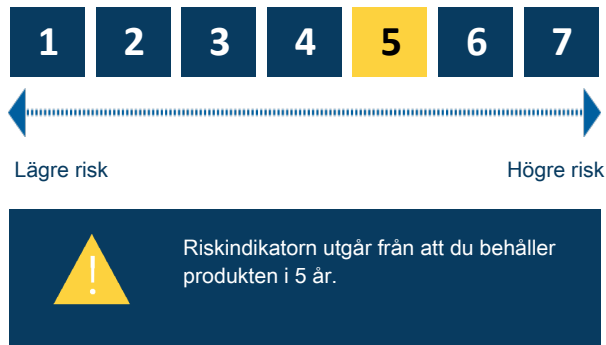 1 2 3 4 5 6 7
Lägre risk Högre risk
!
Riskindikatorn utgår från att du behåller
produkten i 5 år.